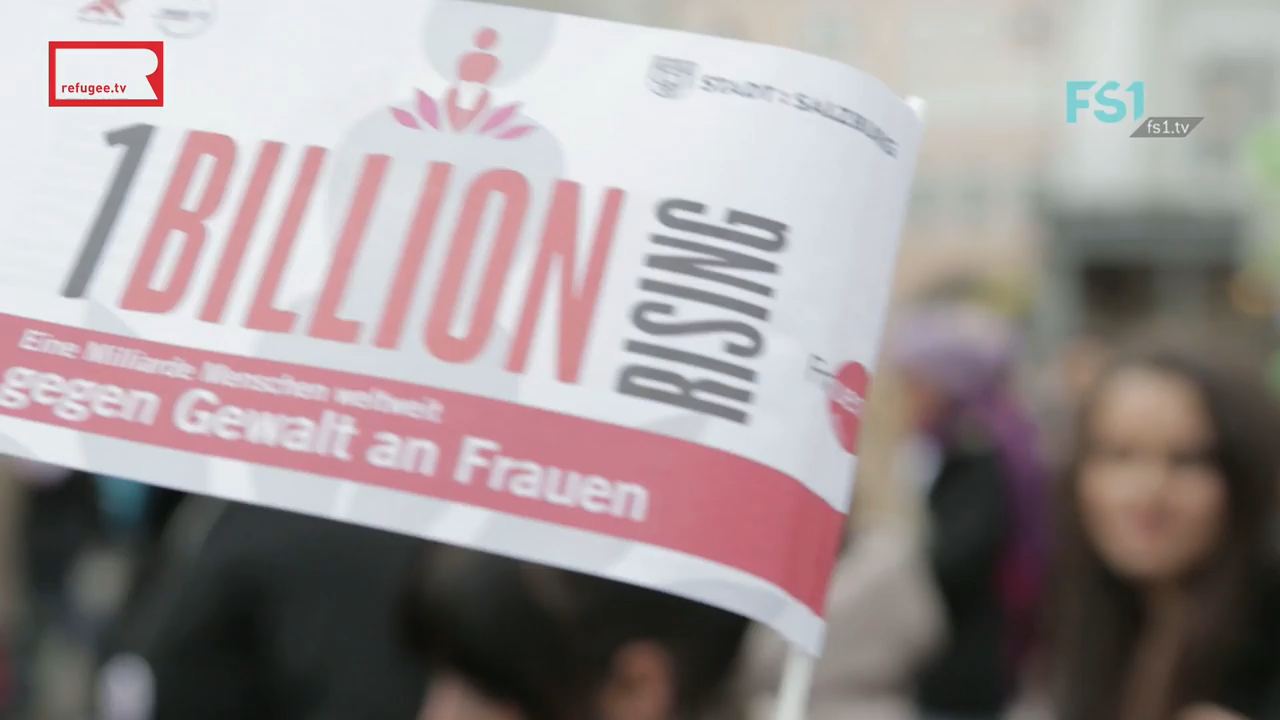 refugee.tv
STADT : SALZBURG
FS1
fs1.tv
1 BILLION
RISING
Eine Milliarde Menschen weltweit
gegen Gewalt an Frauen